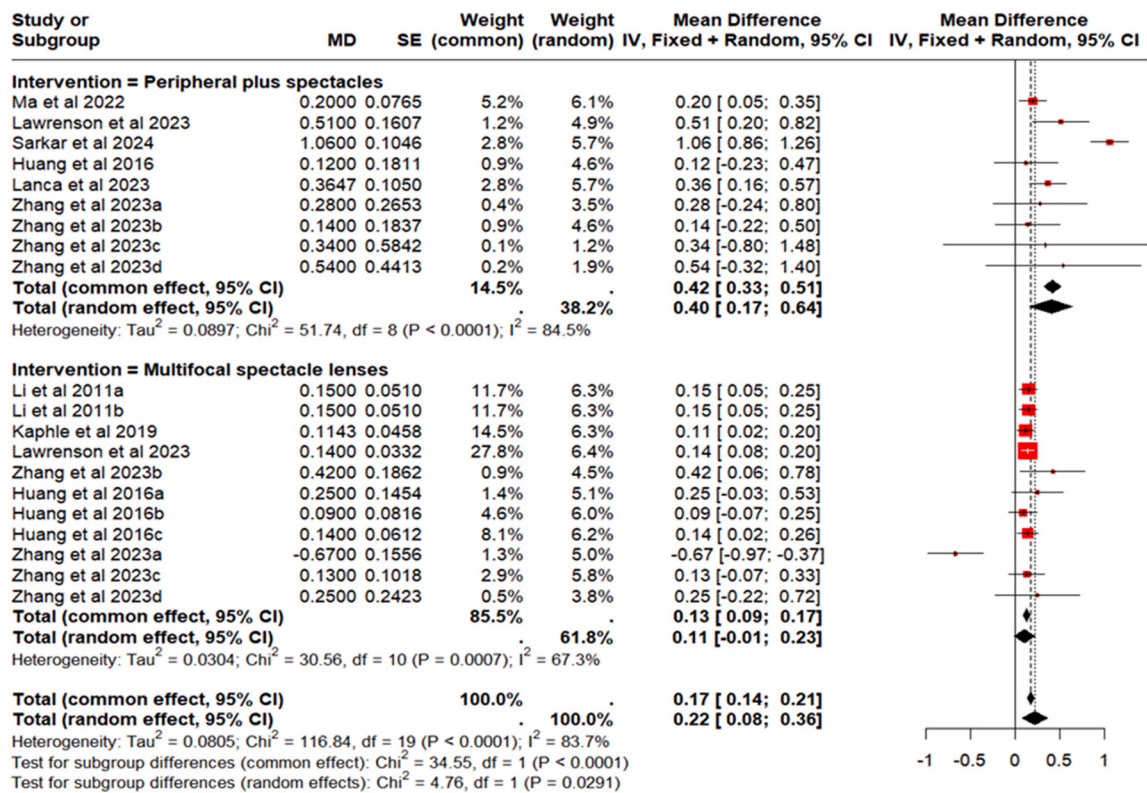 Study or Weight Weight Mean Difference Mean Difference
Subgroup MD SE (common) (random) IV, Fixed + Random, 95% CI IV, Fixed + Random, 95% CI
Intervention = Peripheral plus spectacles
Ma et al 2022 0.2000 0.0765 5.2% 6.1% 0.20 [ 0.05; 0.35]
Lawrenson et al 2023 0.5100 0.1607 1.2% 4.9% 0.51 [ 0.20; 0.82]
Sarkar et al 2024 1.0600 0.1046 2.8% 5.7% 1.06 [ 0.86; 1.26]
Huang et al 2016 0.1200 0.1811 0.9% 4.6% 0.12 [-0.23; 0.47]
Lanca et al 2023 0.3647 0.1050 2.8% 5.7% 0.36 [ 0.16; 0.57]
Zhang et al 2023a 0.2800 0.2653 0.4% 3.5% 0.28 [-0.24; 0.80]
Zhang et al 2023b 0.1400 0.1837 0.9% 4.6% 0.14 [-0.22; 0.50]
Zhang et al 2023c 0.3400 0.5842 0.1% 1.2% 0.34 [-0.80; 1.48]
Zhang et al 2023d 0.5400 0.4413 0.2% 1.9% 0.54 [-0.32; 1.40]
Total (common effect, 95% CI) 14.5% . 0.42 [ 0.33; 0.51]
Total (random effect, 95% CI) . 38.2% 0.40 [ 0.17; 0.64]
Heterogeneity: Tau² = 0.0897; Chi² = 51.74, df = 8 (P < 0.0001); I² = 84.5%
Intervention = Multifocal spectacle lenses
Li et al 2011a 0.1500 0.0510 11.7% 6.3% 0.15 [ 0.05; 0.25]
Li et al 2011b 0.1500 0.0510 11.7% 6.3% 0.15 [ 0.05; 0.25]
Kaphle et al 2019 0.1143 0.0458 14.5% 6.3% 0.11 [ 0.02; 0.20]
Lawrenson et al 2023 0.1400 0.0332 27.8% 6.4% 0.14 [ 0.08; 0.20]
Zhang et al 2023b 0.4200 0.1862 0.9% 4.5% 0.42 [ 0.06; 0.78]
Huang et al 2016a 0.2500 0.1454 1.4% 5.1% 0.25 [-0.03; 0.53]
Huang et al 2016b 0.0900 0.0816 4.6% 6.0% 0.09 [-0.07; 0.25]
Huang et al 2016c 0.1400 0.0612 8.1% 6.2% 0.14 [ 0.02; 0.26]
Zhang et al 2023a -0.6700 0.1556 1.3% 5.0% -0.67 [-0.97; -0.37]
Zhang et al 2023c 0.1300 0.1018 2.9% 5.8% 0.13 [-0.07; 0.33]
Zhang et al 2023d 0.2500 0.2423 0.5% 3.8% 0.25 [-0.22; 0.72]
Total (common effect, 95% CI) 85.5% . 0.13 [ 0.09; 0.17]
Total (random effect, 95% CI) . 61.8% 0.11 [-0.01; 0.23]
Heterogeneity: Tau² = 0.0304; Chi² = 30.56, df = 10 (P = 0.0007); I² = 67.3%
Total (common effect, 95% CI) 100.0% . 0.17 [ 0.14; 0.21]
Total (random effect, 95% CI) . 100.0% 0.22 [ 0.08; 0.36]
Heterogeneity: Tau² = 0.0805; Chi² = 116.84, df = 19 (P < 0.0001); I² = 83.7%
Test for subgroup differences (common effect): Chi² = 34.55, df = 1 (P < 0.0001)
Test for subgroup differences (random effects): Chi² = 4.76, df = 1 (P = 0.0291)
-1 -0.5 0 0.5 1